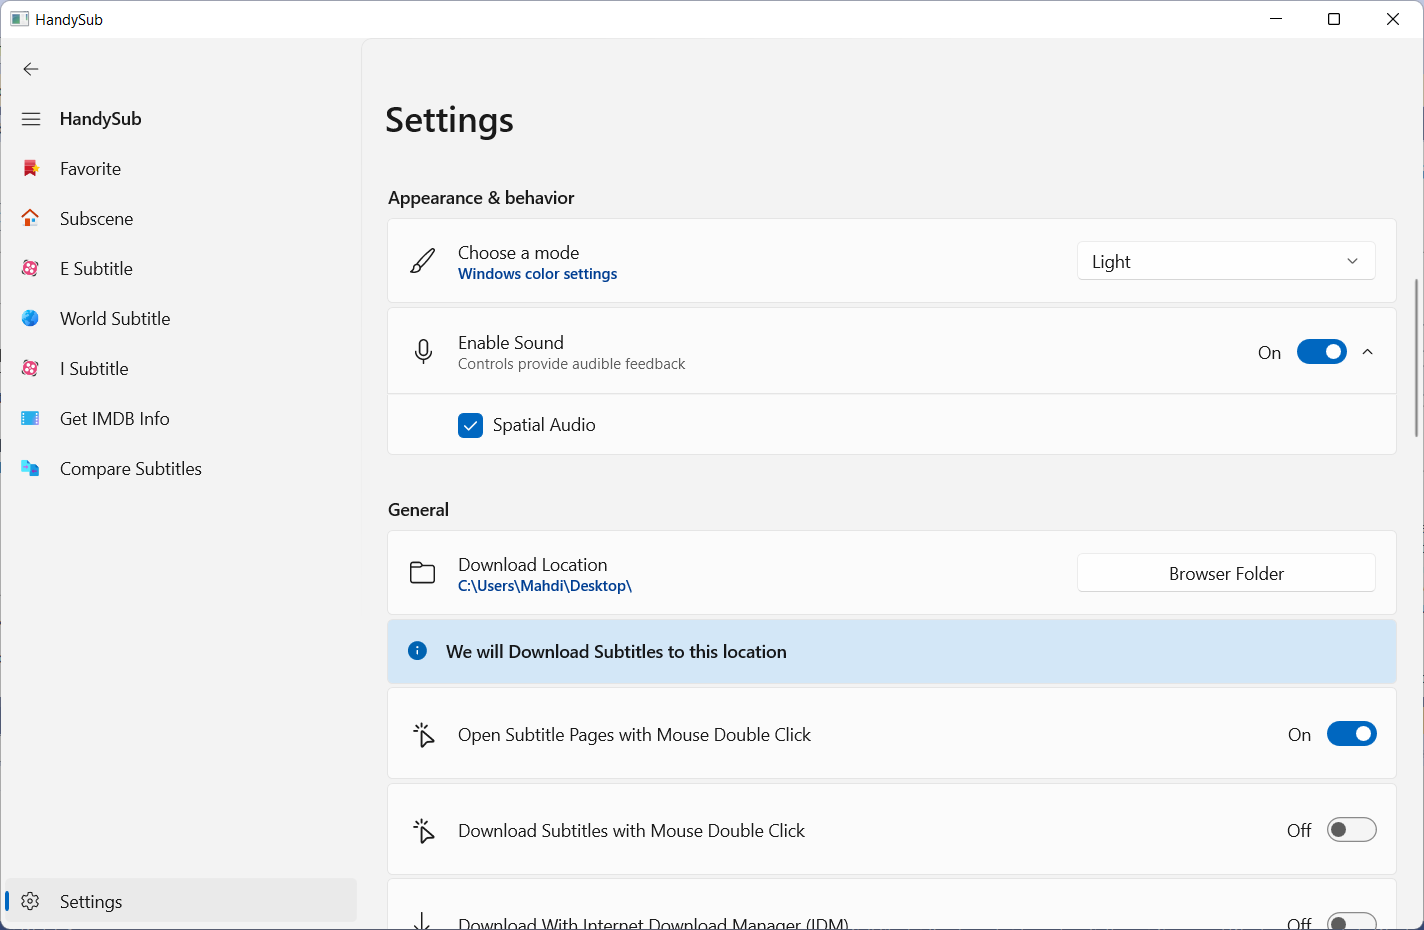 HandySub
HandySub
Favorite
Subscene
E Subtitle
World Subtitle
I Subtitle
Get IMDB Info
Compare Subtitles
Settings
Settings
Appearance & behavior
Choose a mode
Windows color settings
Light
Enable Sound
Controls provide audible feedback
On
Spatial Audio
General
Download Location
C:\Users\Mahdi\Desktop\
Browser Folder
We will Download Subtitles to this location
Open Subtitle Pages with Mouse Double Click
On
Download Subtitles with Mouse Double Click
Off
Download With Internet Download Manager (IDM)
Off